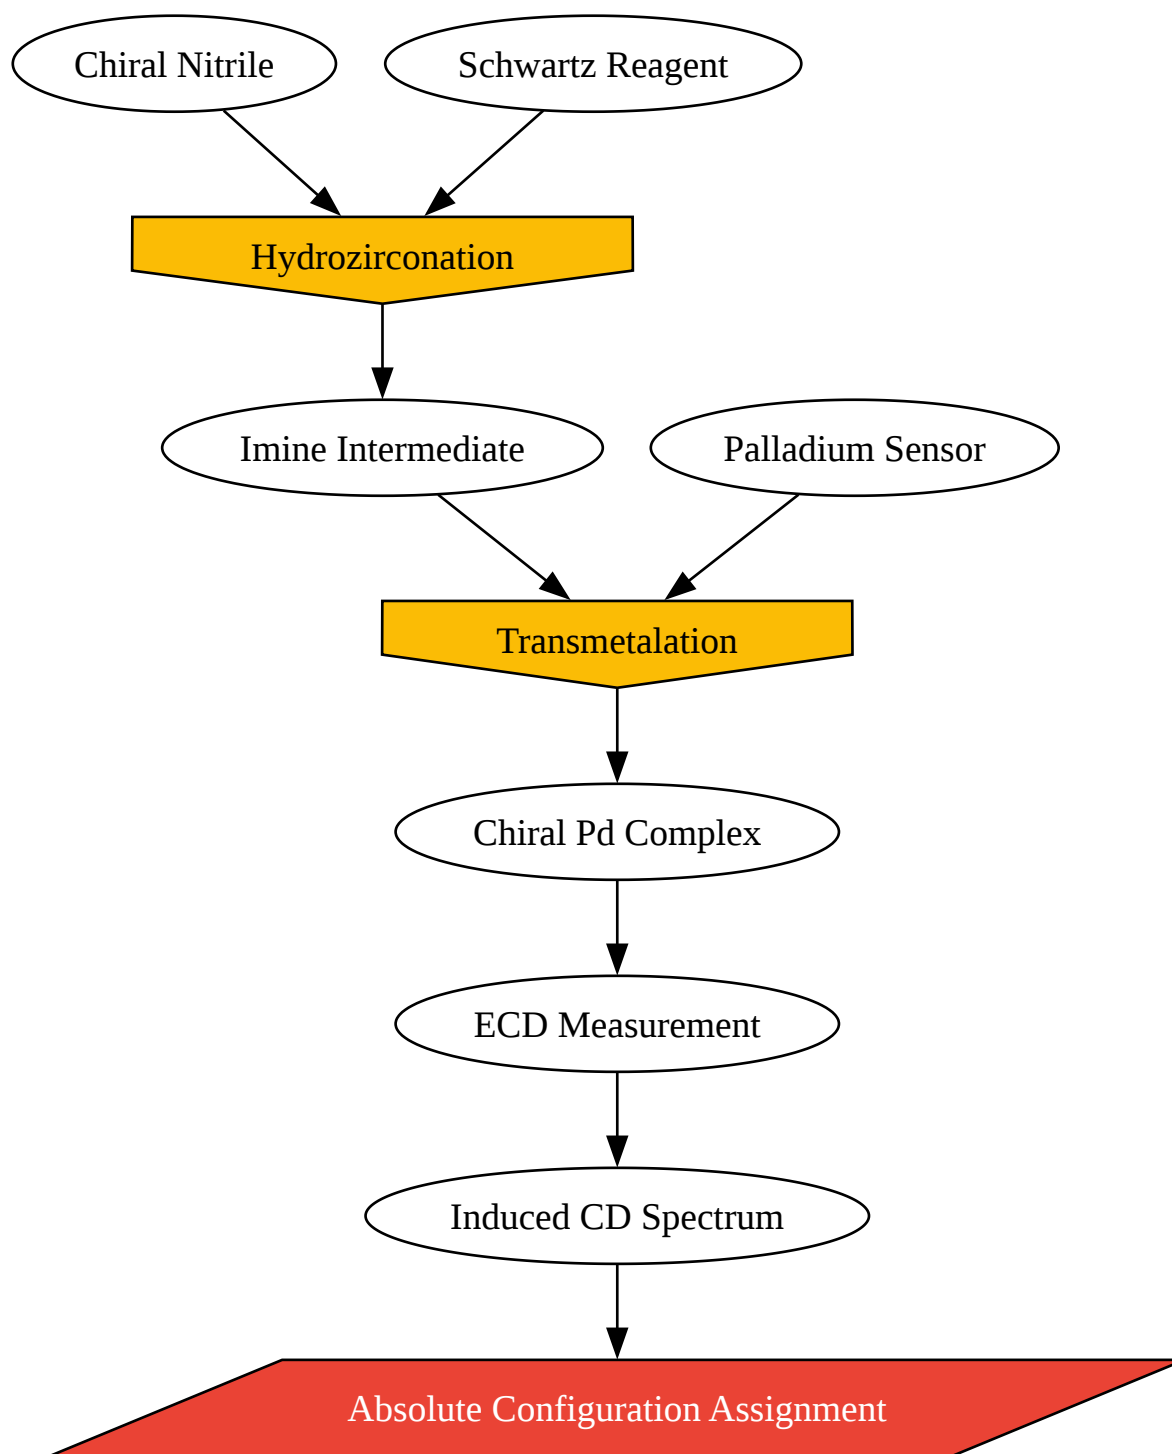 Chiral Nitrile
Schwartz Reagent
Hydrozirconation
Imine Intermediate
Palladium Sensor
Transmetalation
Chiral Pd Complex
ECD Measurement
Induced CD Spectrum
Absolute Configuration Assignment